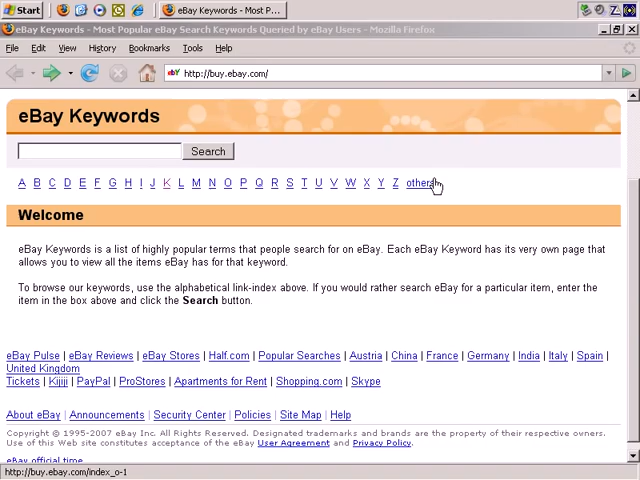 Start
eBay Keywords - Most P...
eBay Keywords - Most Popular eBay Search Keywords Queried by eBay Users - Mozilla Firefox
File Edit View History Bookmarks Tools Help
http://buy.ebay.com/
eBay Keywords
Search
A B C D E F G H I J K L M N O P Q R S T U V W X Y Z others
Welcome
eBay Keywords is a list of highly popular terms that people search for on eBay. Each eBay Keyword has its very own page that
allows you to view all the items eBay has for that keyword.
To browse our keywords, use the alphabetical link-index above. If you would rather search eBay for a particular item, enter the
item in the box above and click the Search button.
eBay Pulse | eBay Reviews | eBay Stores | Half.com | Popular Searches | Austria | China | France | Germany | India | Italy | Spain |
United Kingdom
Tickets | Kijiji | PayPal | ProStores | Apartments for Rent | Shopping.com | Skype
About eBay | Announcements | Security Center | Policies | Site Map | Help
Copyright © 1995-2007 eBay Inc. All Rights Reserved. Designated trademarks and brands are the property of their respective owners.
Use of this Web site constitutes acceptance of the eBay User Agreement and Privacy Policy.
eBay official time
http://buy.ebay.com/index_o-1